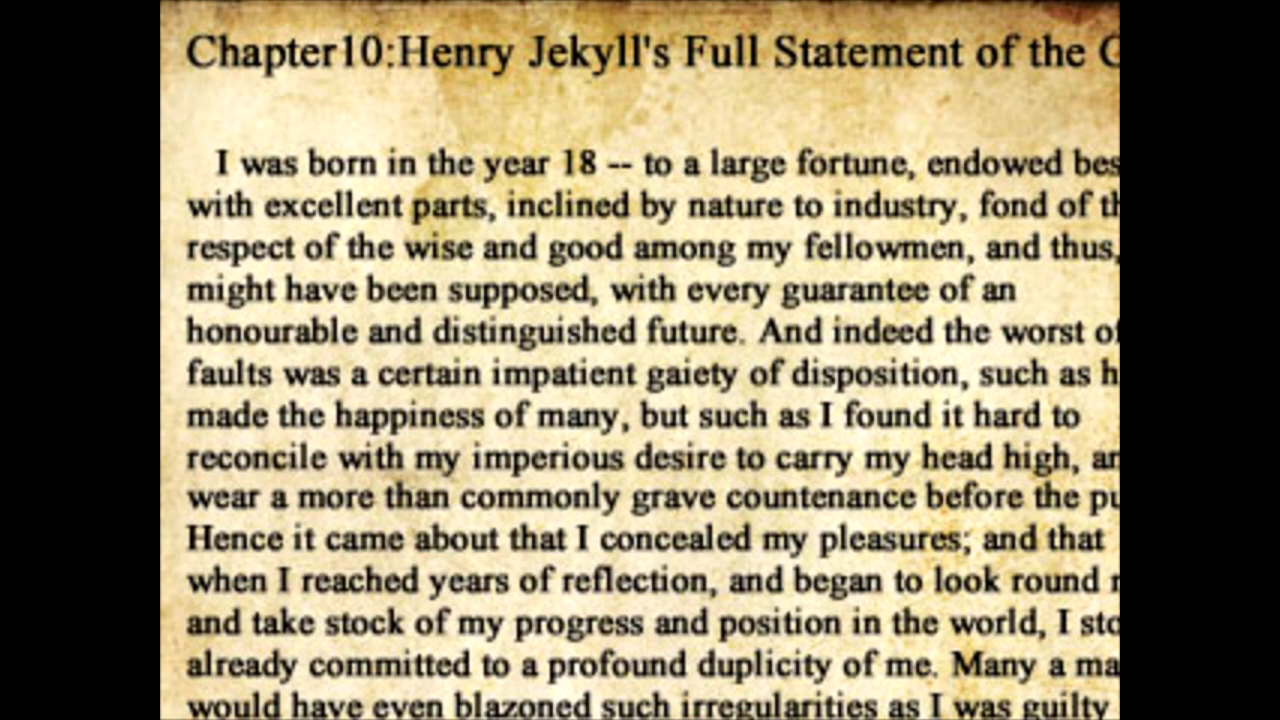 Chapter10:Henry Jekyll's Full Statement of the
I was born in the year 18 -- to a large fortune, endowed bes
with excellent parts, inclined by nature to industry, fond of th
respect of the wise and good among my fellowmen, and thus,
might have been supposed, with every guarantee of an
honourable and distinguished future. And indeed the worst of
faults was a certain impatient gaiety of disposition, such as h
made the happiness of many, but such as I found it hard to
reconcile with my imperious desire to carry my head high, an
wear a more than commonly grave countenance before the pu
Hence it came about that I concealed my pleasures; and that
when I reached years of reflection, and began to look round
and take stock of my progress and position in the world, I sto
already committed to a profound duplicity of me. Many a ma
would have even blazoned such irregularities as I was guilty